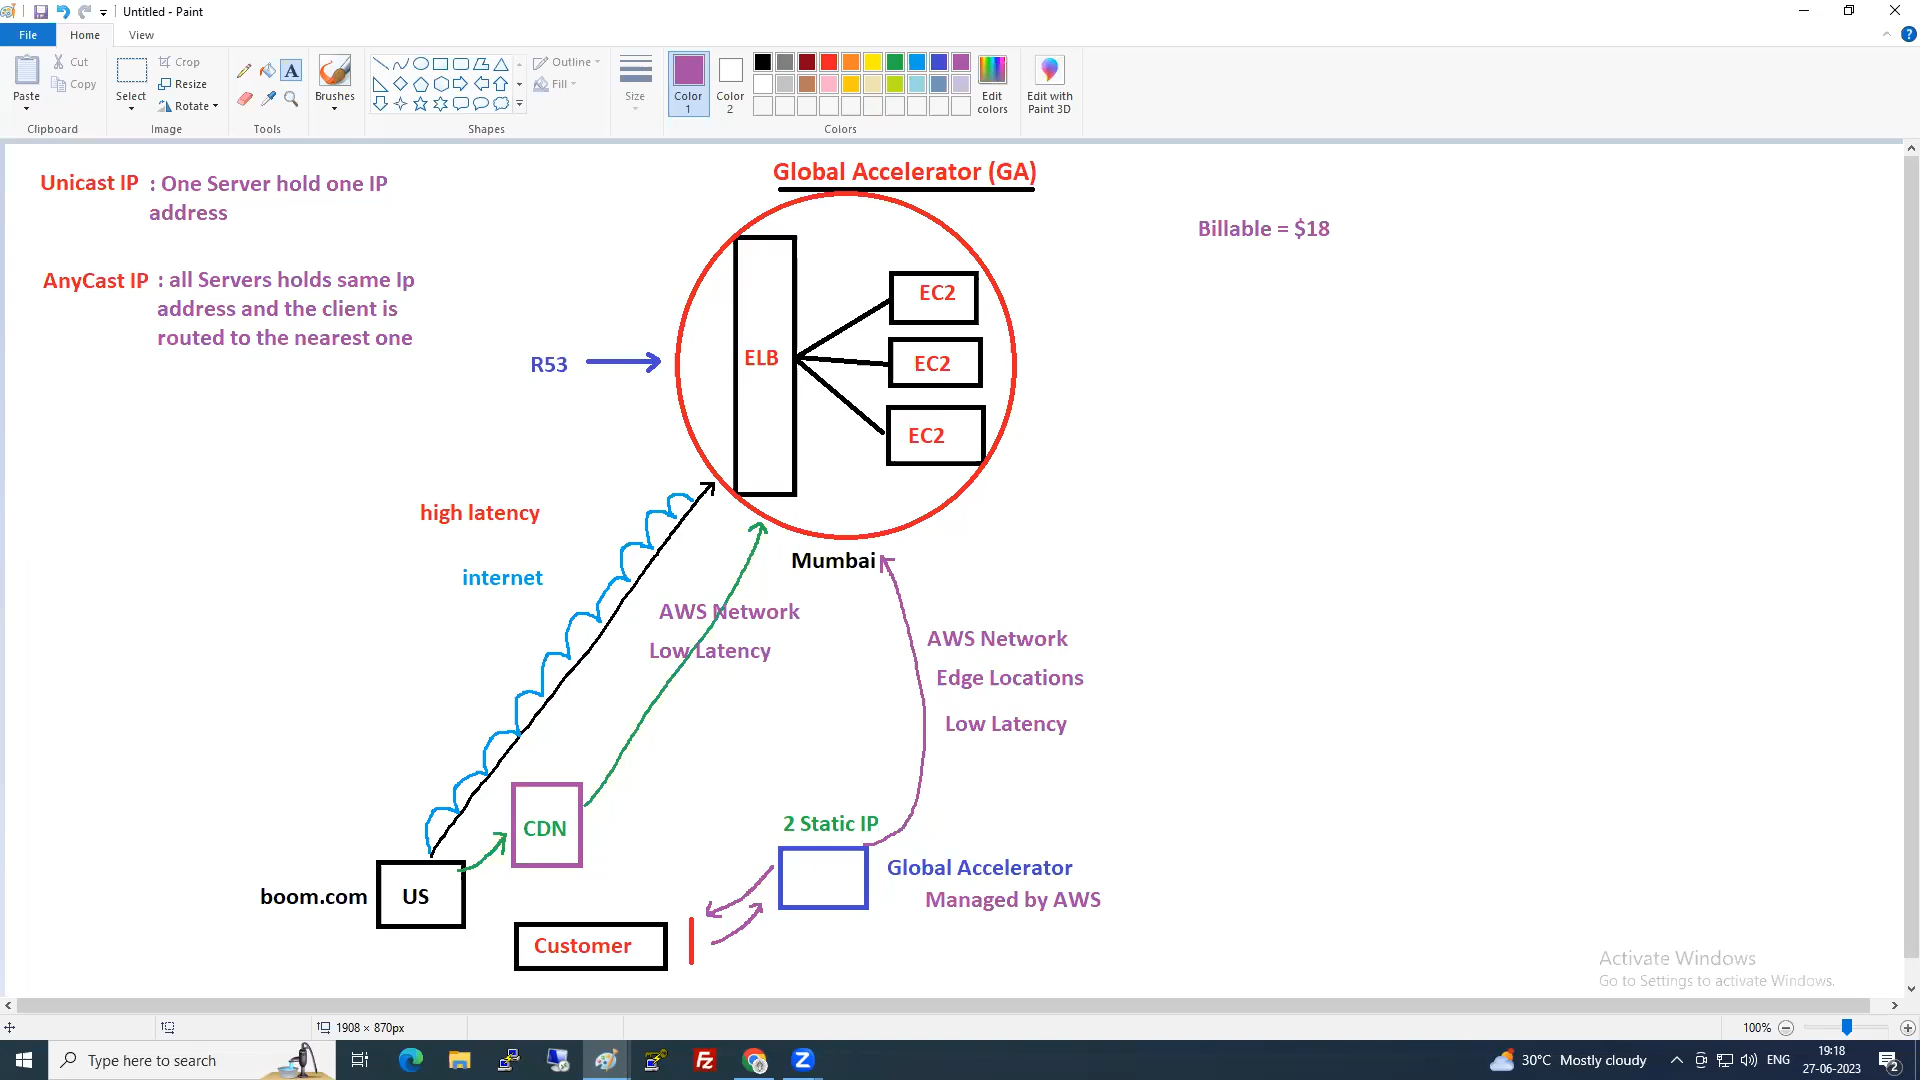 Untitled - Paint
File
Home
View
Paste
Cut
Copy
Clipboard
Select
Crop
Resize
Rotate
Image
Tools
Brushes
Shapes
Outline
Fill
Size
Color
1
Color
2
Edit
colors
Edit with
Paint 3D
Colors
Unicast IP : One Server hold one IP
address
AnyCast IP : all Servers holds same Ip
address and the client is
routed to the nearest one
Global Accelerator (GA)
Billable = $18
R53
ELB
EC2
EC2
EC2
high latency
internet
Mumbai
AWS Network
Low Latency
AWS Network
Edge Locations
Low Latency
CDN
2 Static IP
boom.com
US
Global Accelerator
Managed by AWS
Customer
Activate Windows
Go to Settings to activate Windows.
1908 × 870px
100%
Type here to search
30°C Mostly cloudy
ENG
19:18
27-06-2023
2